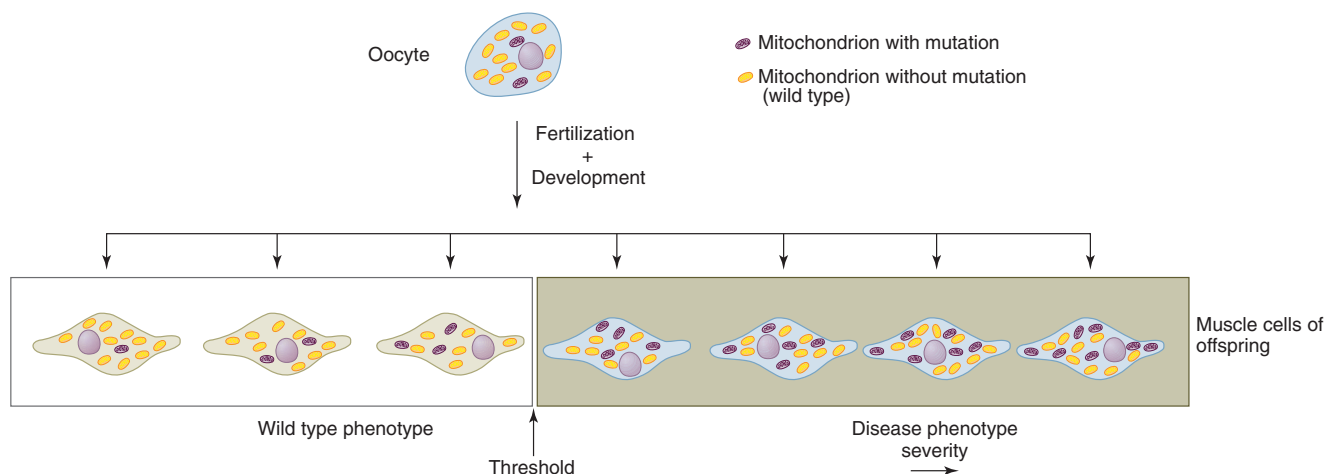 Oocyte
Mitochondrion with mutation
Mitochondrion without mutation
(wild type)
Fertilization
+
Development
Muscle cells of
offspring
Wild type phenotype
Threshold
Disease phenotype
severity